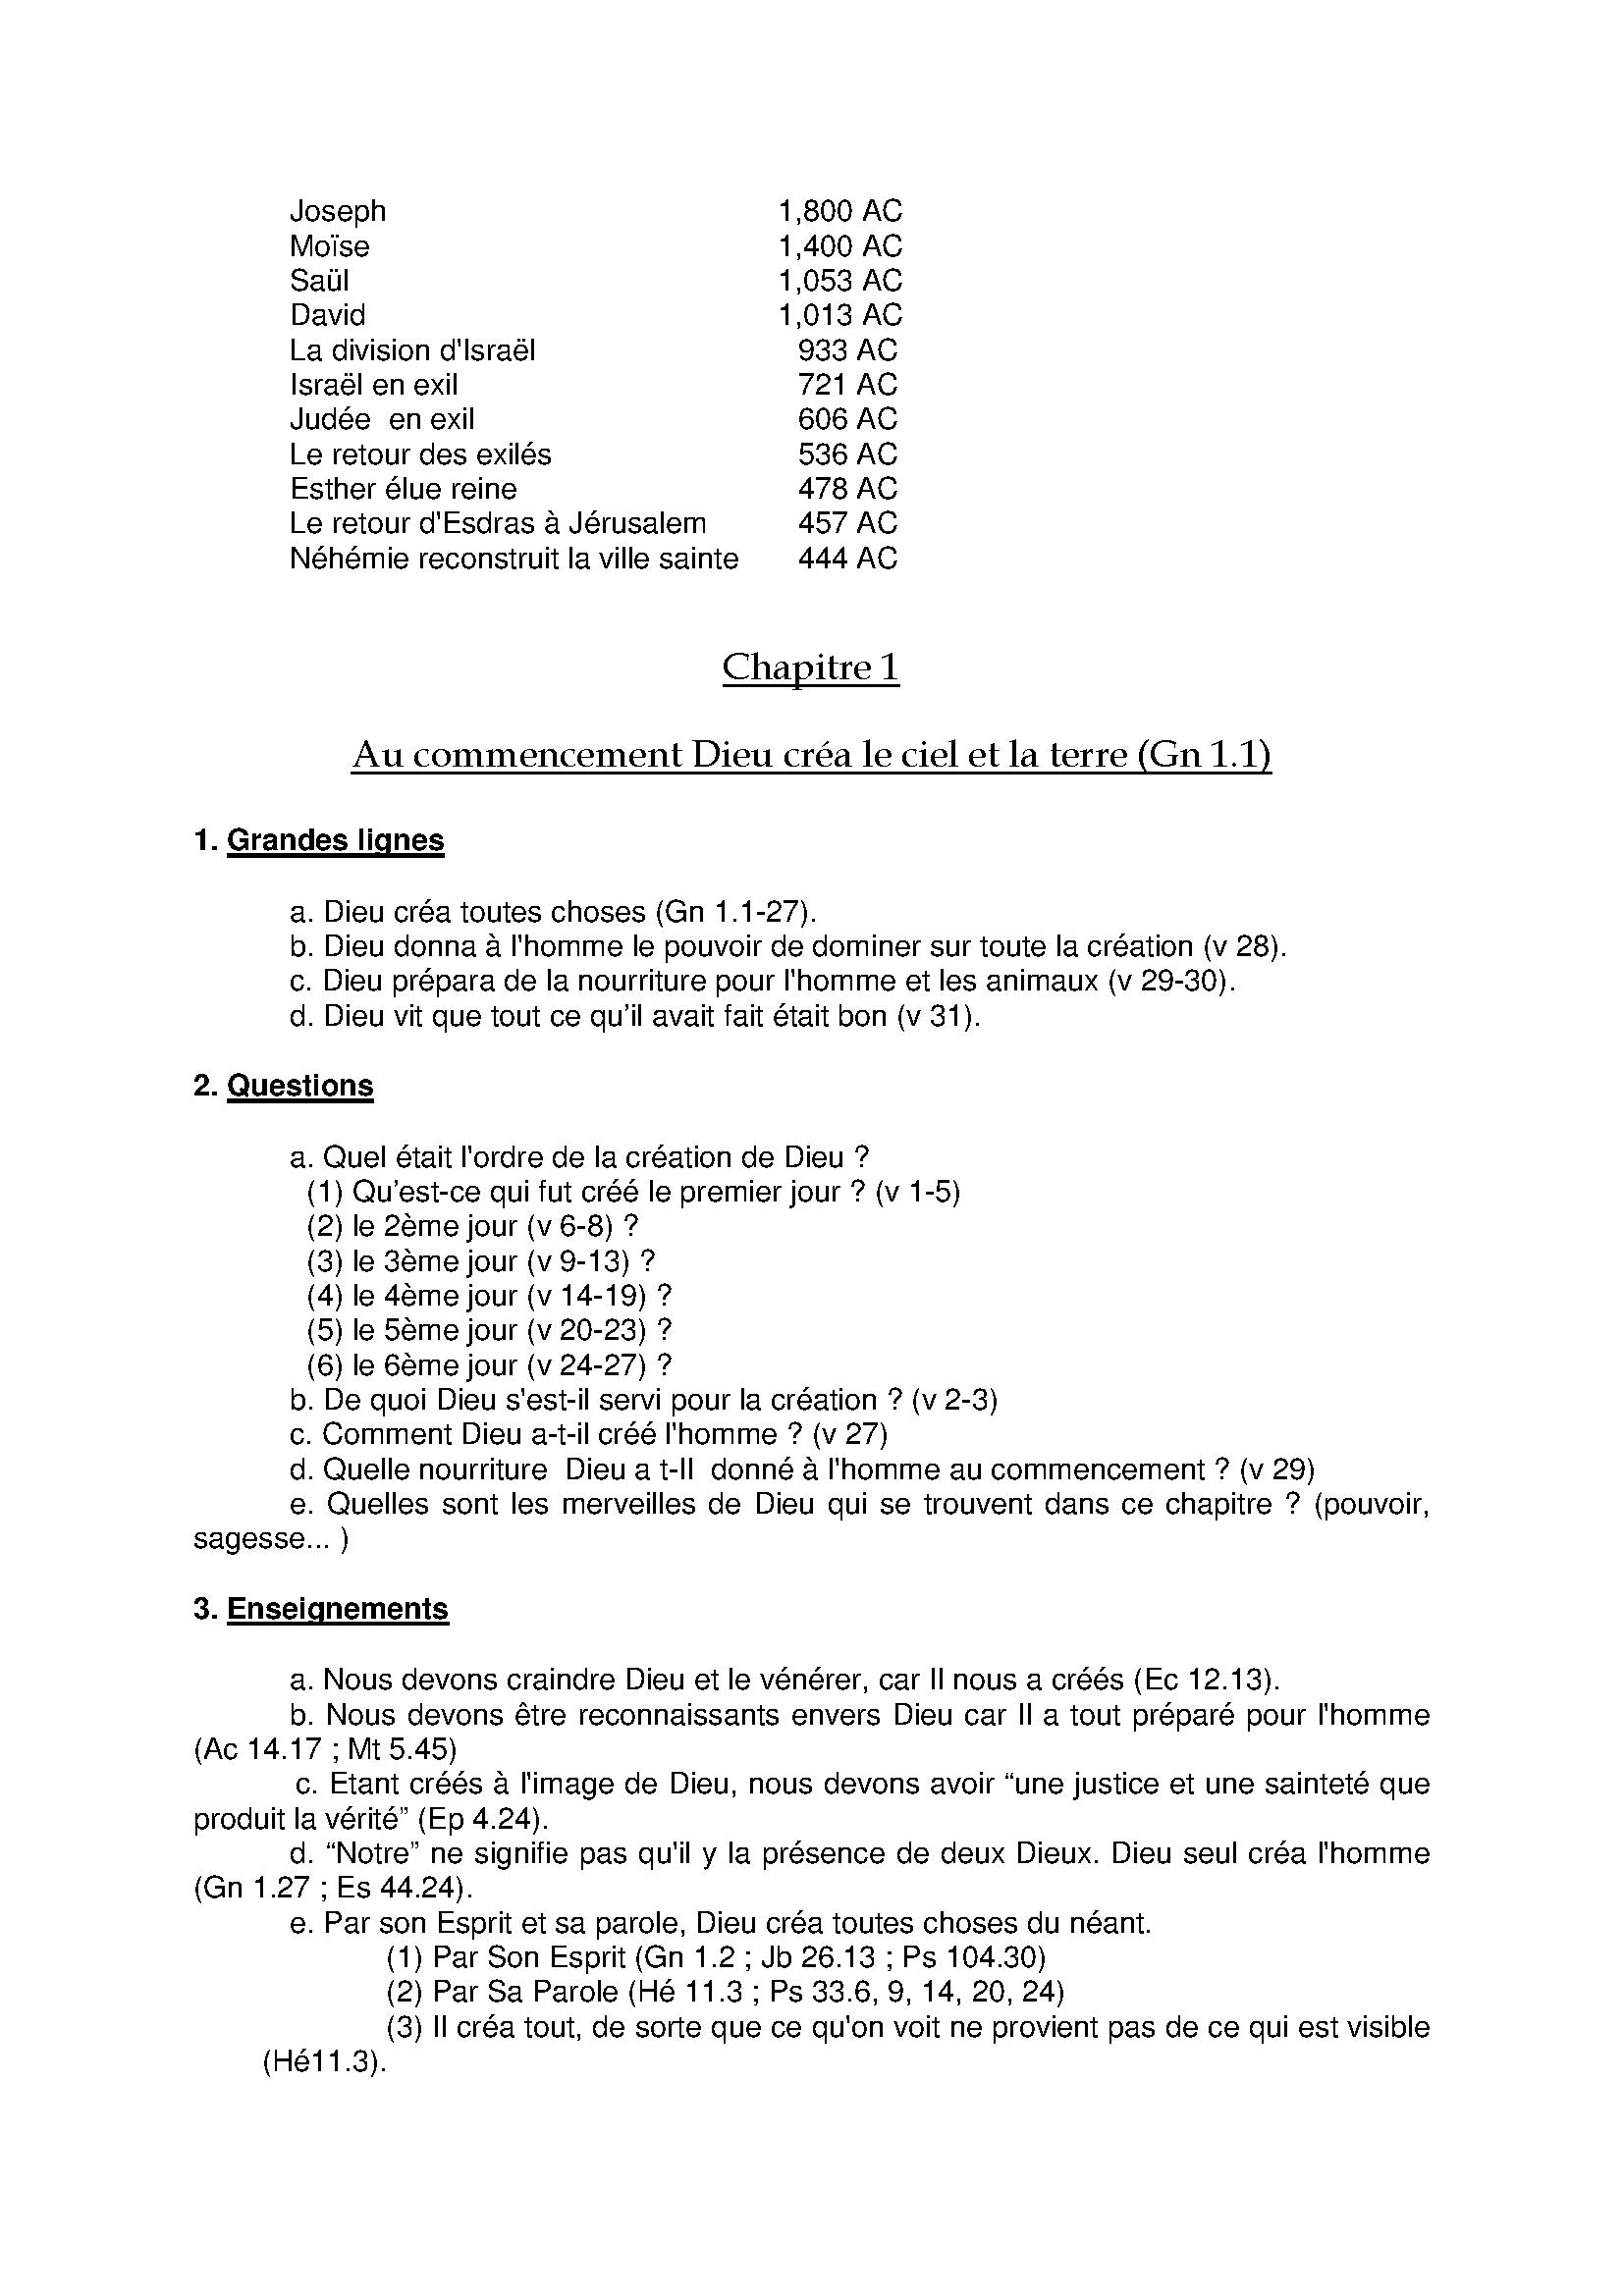 Joseph 1,800 AC
Moïse 1,400 AC
Saül 1,053 AC
David 1,013 AC
La division d'Israël 933 AC
Israël en exil 721 AC
Judée  en exil 606 AC
Le retour des exilés 536 AC
Esther élue reine 478 AC
Le retour d'Esdras à Jérusalem 457 AC
Néhémie reconstruit la ville sainte 444 AC
Chapitre 1
Au commencement Dieu créa le ciel et la terre (Gn 1.1)
1. Grandes lignes
a. Dieu créa toutes choses (Gn 1.1-27).
b. Dieu donna à l'homme le pouvoir de dominer sur toute la création (v 28).
c. Dieu prépara de la nourriture pour l'homme et les animaux (v 29-30).
d. Dieu vit que tout ce qu’il avait fait était bon (v 31).
2. Questions
a. Quel était l'ordre de la création de Dieu ?
(1) Qu’est-ce qui fut créé le premier jour ? (v 1-5)
(2) le 2ème jour (v 6-8) ?
(3) le 3ème jour (v 9-13) ?
(4) le 4ème jour (v 14-19) ?
(5) le 5ème jour (v 20-23) ?
(6) le 6ème jour (v 24-27) ?
b. De quoi Dieu s'est-il servi pour la création ? (v 2-3)
c. Comment Dieu a-t-il créé l'homme ? (v 27)
d. Quelle nourriture  Dieu a t-Il  donné à l'homme au commencement ? (v 29)
e. Quelles sont les merveilles de Dieu qui se trouvent dans ce chapitre ? (pouvoir,
sagesse... )
3. Enseignements
a. Nous devons craindre Dieu et le vénérer, car Il nous a créés (Ec 12.13).
b. Nous devons être reconnaissants envers Dieu car Il a tout préparé pour l'homme
(Ac 14.17 ; Mt 5.45)
c. Etant créés à l'image de Dieu, nous devons avoir “une justice et une sainteté que
produit la vérité” (Ep 4.24).
d. “Notre” ne signifie pas qu'il y la présence de deux Dieux. Dieu seul créa l'homme
(Gn 1.27 ; Es 44.24).
e. Par son Esprit et sa parole, Dieu créa toutes choses du néant.
(1) Par Son Esprit (Gn 1.2 ; Jb 26.13 ; Ps 104.30)
(2) Par Sa Parole (Hé 11.3 ; Ps 33.6, 9, 14, 20, 24)
(3) Il créa tout, de sorte que ce qu'on voit ne provient pas de ce qui est visible
(Hé11.3).